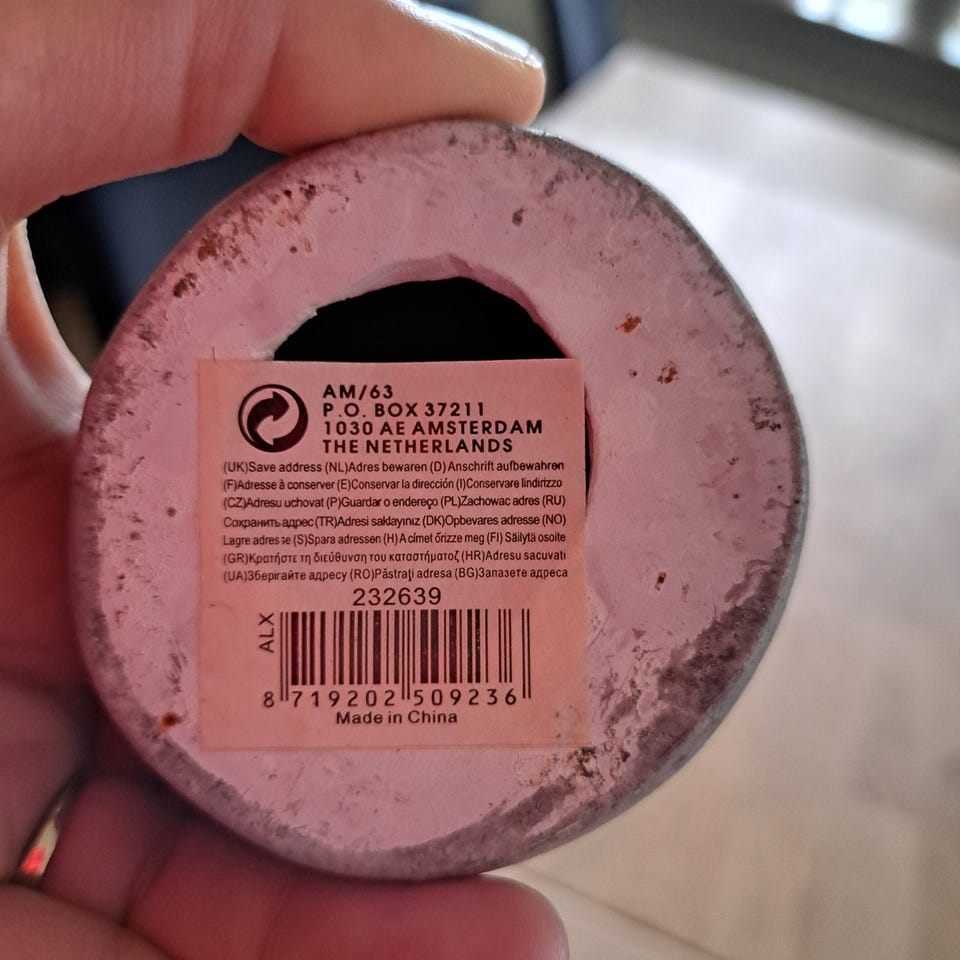 AM/63
P.O. BOX 37211
1030 AE AMSTERDAM
THE NETHERLANDS
(UK)Save address (NL)Adres bewaren (D)Anschrift aufbewahren
(F)Adresse à conserver (E)Conservar la dirección (I)Conservare lindirizzo
(CZ)Adresu uchovat (P)Guardar o endereço (PL)Zachowac adres (RU)
Сохранить адрес (TR)Adresi saklayınız (DK)Opbevares adresse (NO)
Lagre adresse (S)Spara adressen (H)A címet őrizze meg (FI) Säilytä osoite
(GR)Κρατήστε τη διεύθυνση του καταστήματος (HR)Adresu sacuvati
(UA)Зберігайте адресу (RO)Păstraţi adresa (BG)Запазете адреса
232639
ALX
8 719202 509236
Made in China